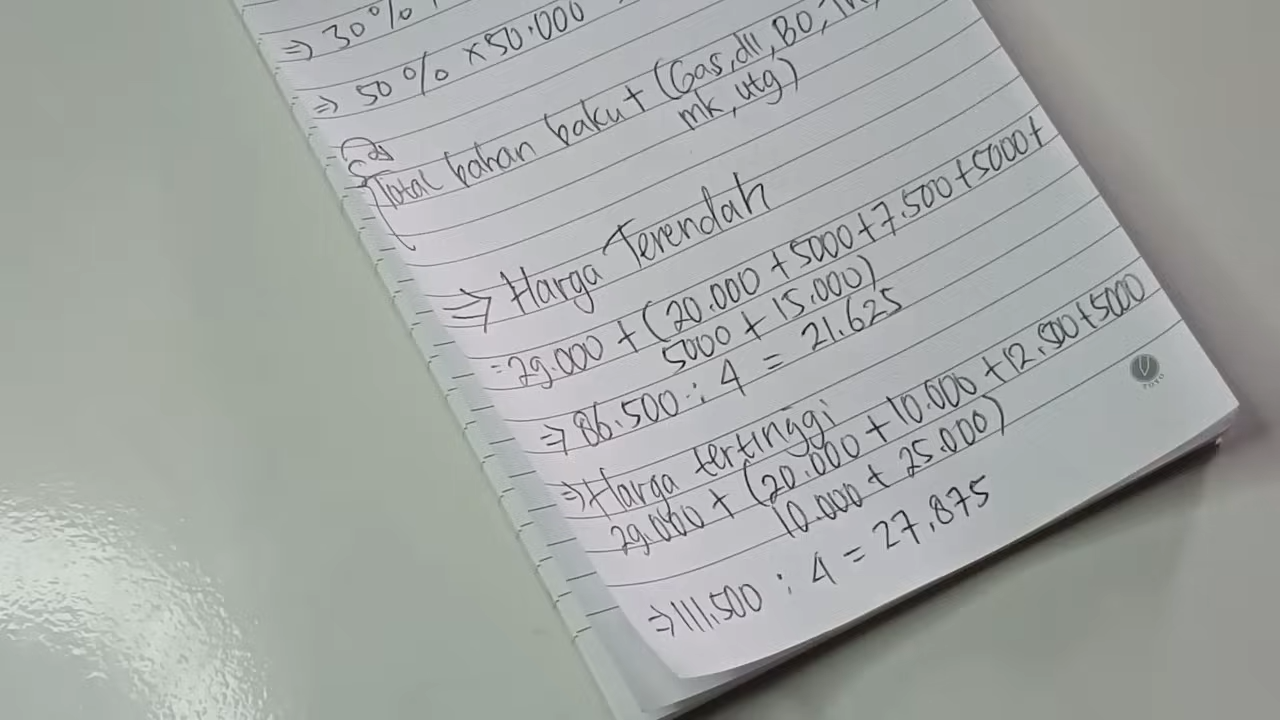 ⇒ 30%
⇒ 50% x 50.000
Total bahan baku + (Gas, dll, BO,
mk, utg)
⇒ Harga Terendah
= 29.000 + (20.000 + 5000 + 7.500 + 5000 +
5000 + 15.000)
⇒ 86.500 : 4 = 21.625
⇒ Harga tertinggi
29.000 + (20.000 + 10.000 + 12.500 + 5000
10.000 + 25.000)
⇒ 111.500 : 4 = 27.875